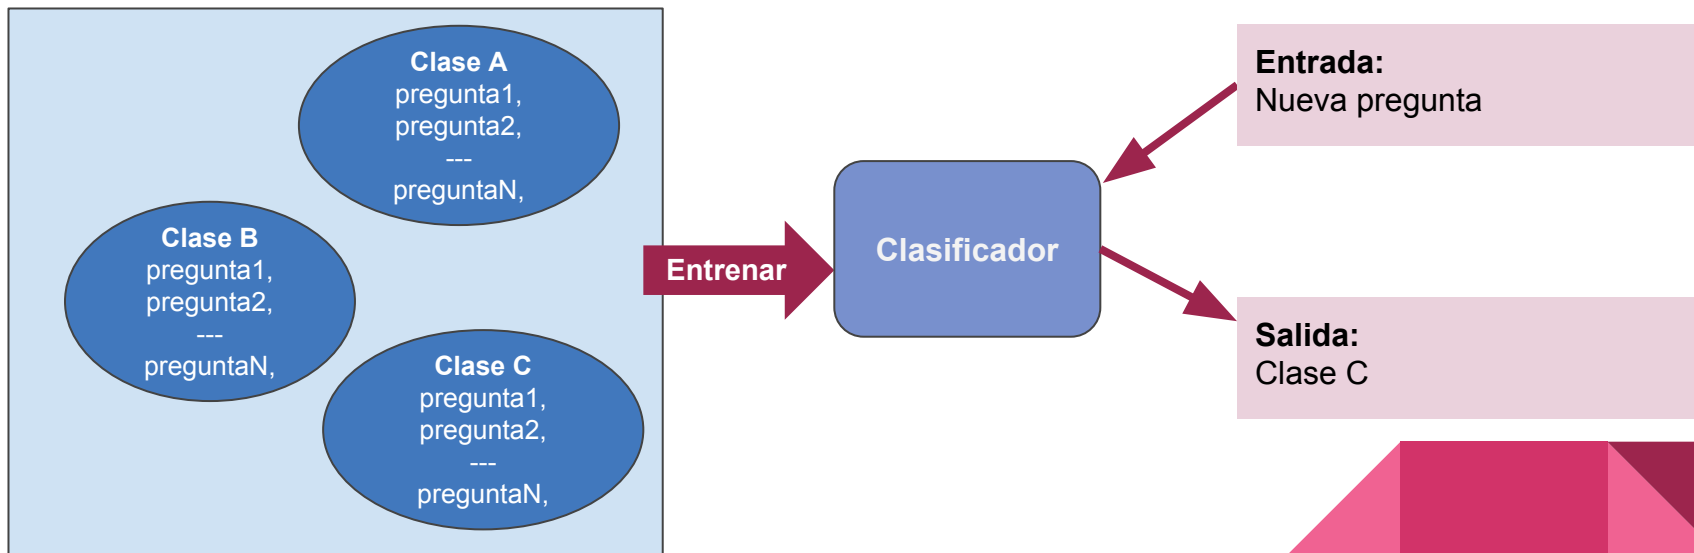 Clase A
pregunta1,
pregunta2,
---
preguntaN,
Clase B
pregunta1,
pregunta2,
---
preguntaN,
Clase C
pregunta1,
pregunta2,
---
preguntaN,
Entrenar
Clasificador
Entrada:
Nueva pregunta
Salida:
Clase C